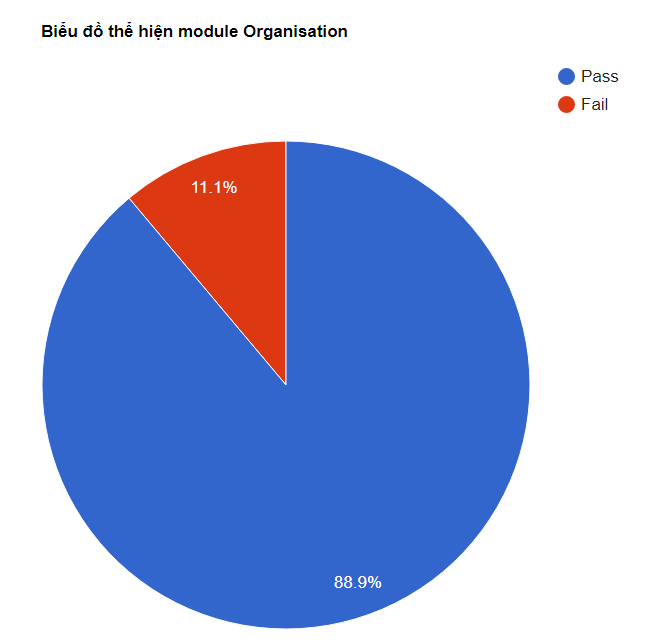 Biểu đồ thể hiện module Organisation
Pass
Fail
11.1%
88.9%